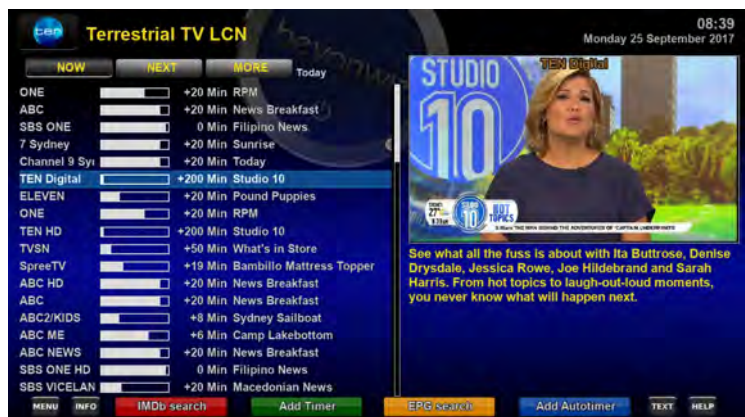 ten
Terrestrial TV LCN
08:39
Monday 25 September 2017
NOW NEXT MORE Today
ONE +20 Min RPM
ABC +20 Min News Breakfast
SBS ONE 0 Min Filipino News
7 Sydney +20 Min Sunrise
Channel 9 Sy +20 Min Today
TEN Digital +200 Min Studio 10
ELEVEN +20 Min Pound Puppies
ONE +20 Min RPM
TEN HD +200 Min Studio 10
TVSN +50 Min What's in Store
SpreeTV +19 Min Bambillo Mattress Topper
ABC HD +20 Min News Breakfast
ABC +20 Min News Breakfast
ABC2/KIDS +8 Min Sydney Sailboat
ABC ME +6 Min Camp Lakebottom
ABC NEWS +20 Min News Breakfast
SBS ONE HD 0 Min Filipino News
SBS VICELAN +20 Min Macedonian News
TEN Digital
STUDIO
10
27°
STUDIO
10
HOT
TOPICS
See what all the fuss is about with Ita Buttrose, Denise
Drysdale, Jessica Rowe, Joe Hildebrand and Sarah
Harris. From hot topics to laugh-out-loud moments,
you never know what will happen next.
MENU INFO IMDb search Add Timer EPG search Add Autotimer TEXT HELP